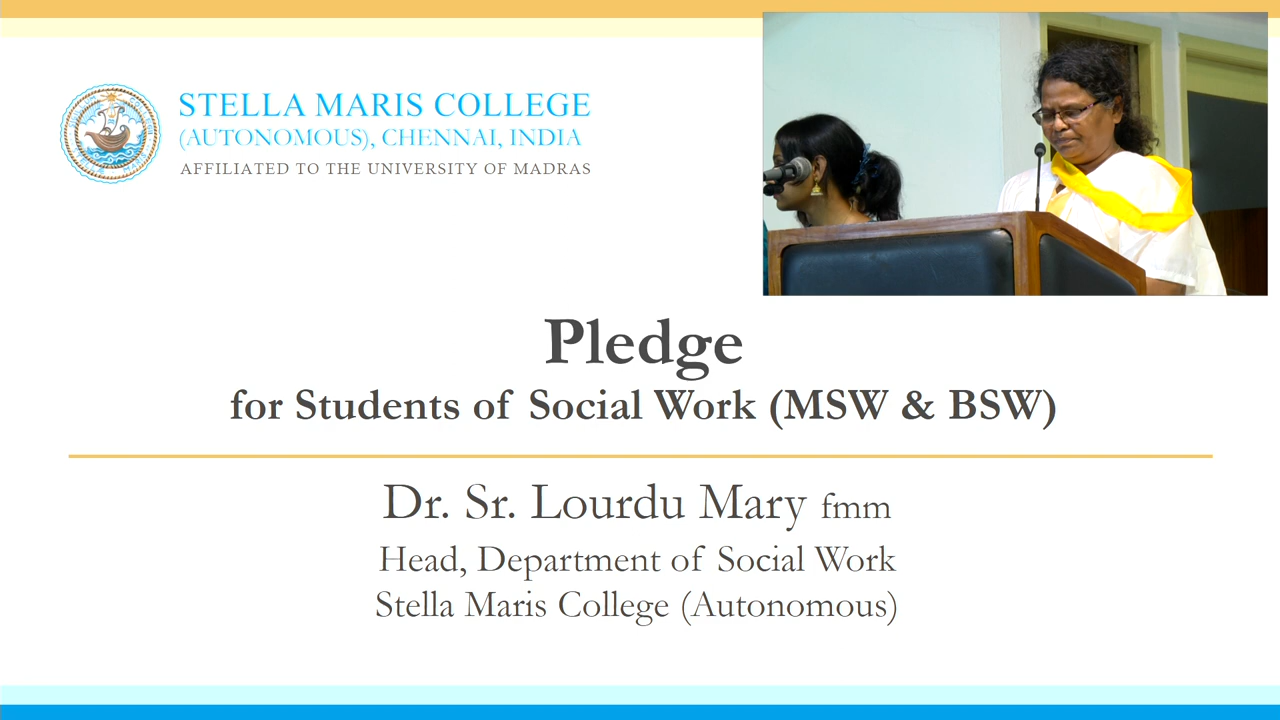 STELLA MARIS COLLEGE
(AUTONOMOUS), CHENNAI, INDIA
AFFILIATED TO THE UNIVERSITY OF MADRAS
Pledge
for Students of Social Work (MSW & BSW)
Dr. Sr. Lourdu Mary fmm
Head, Department of Social Work
Stella Maris College (Autonomous)